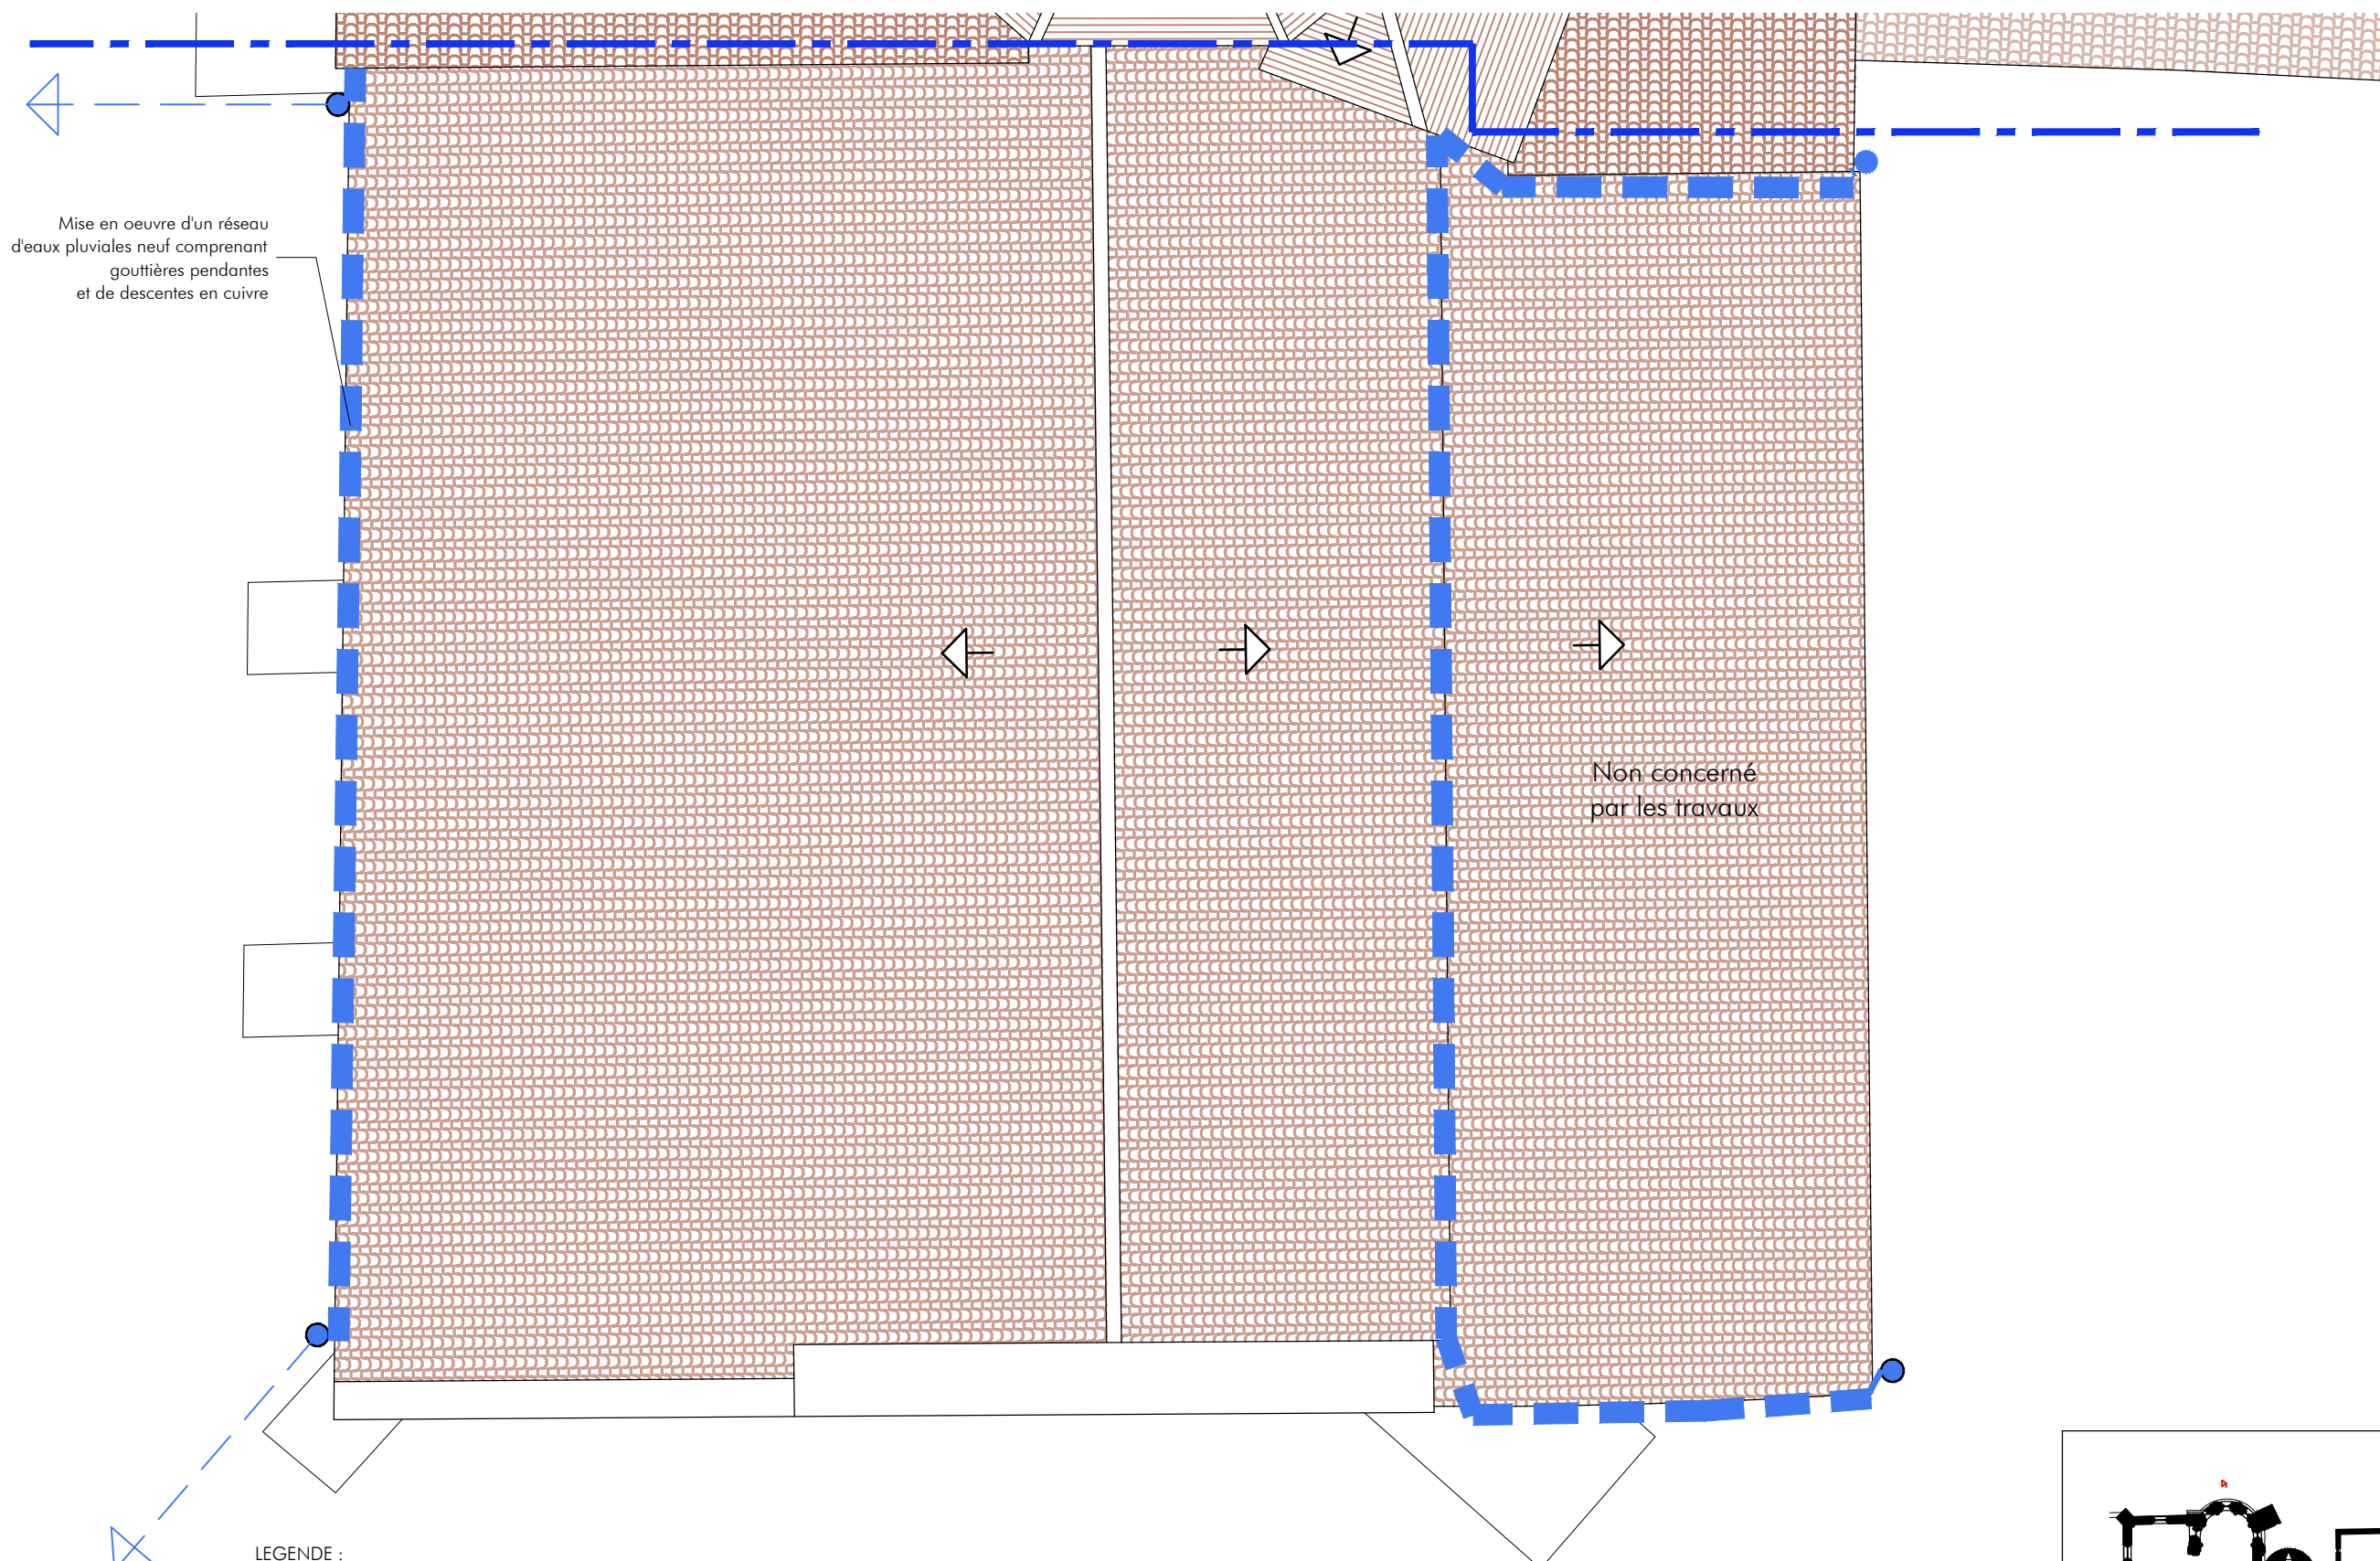 Mise en oeuvre d'un réseau
d'eaux pluviales neuf comprenant
gouttières pendantes
et de descentes en cuivre
Non concerné
par les travaux
LEGENDE :